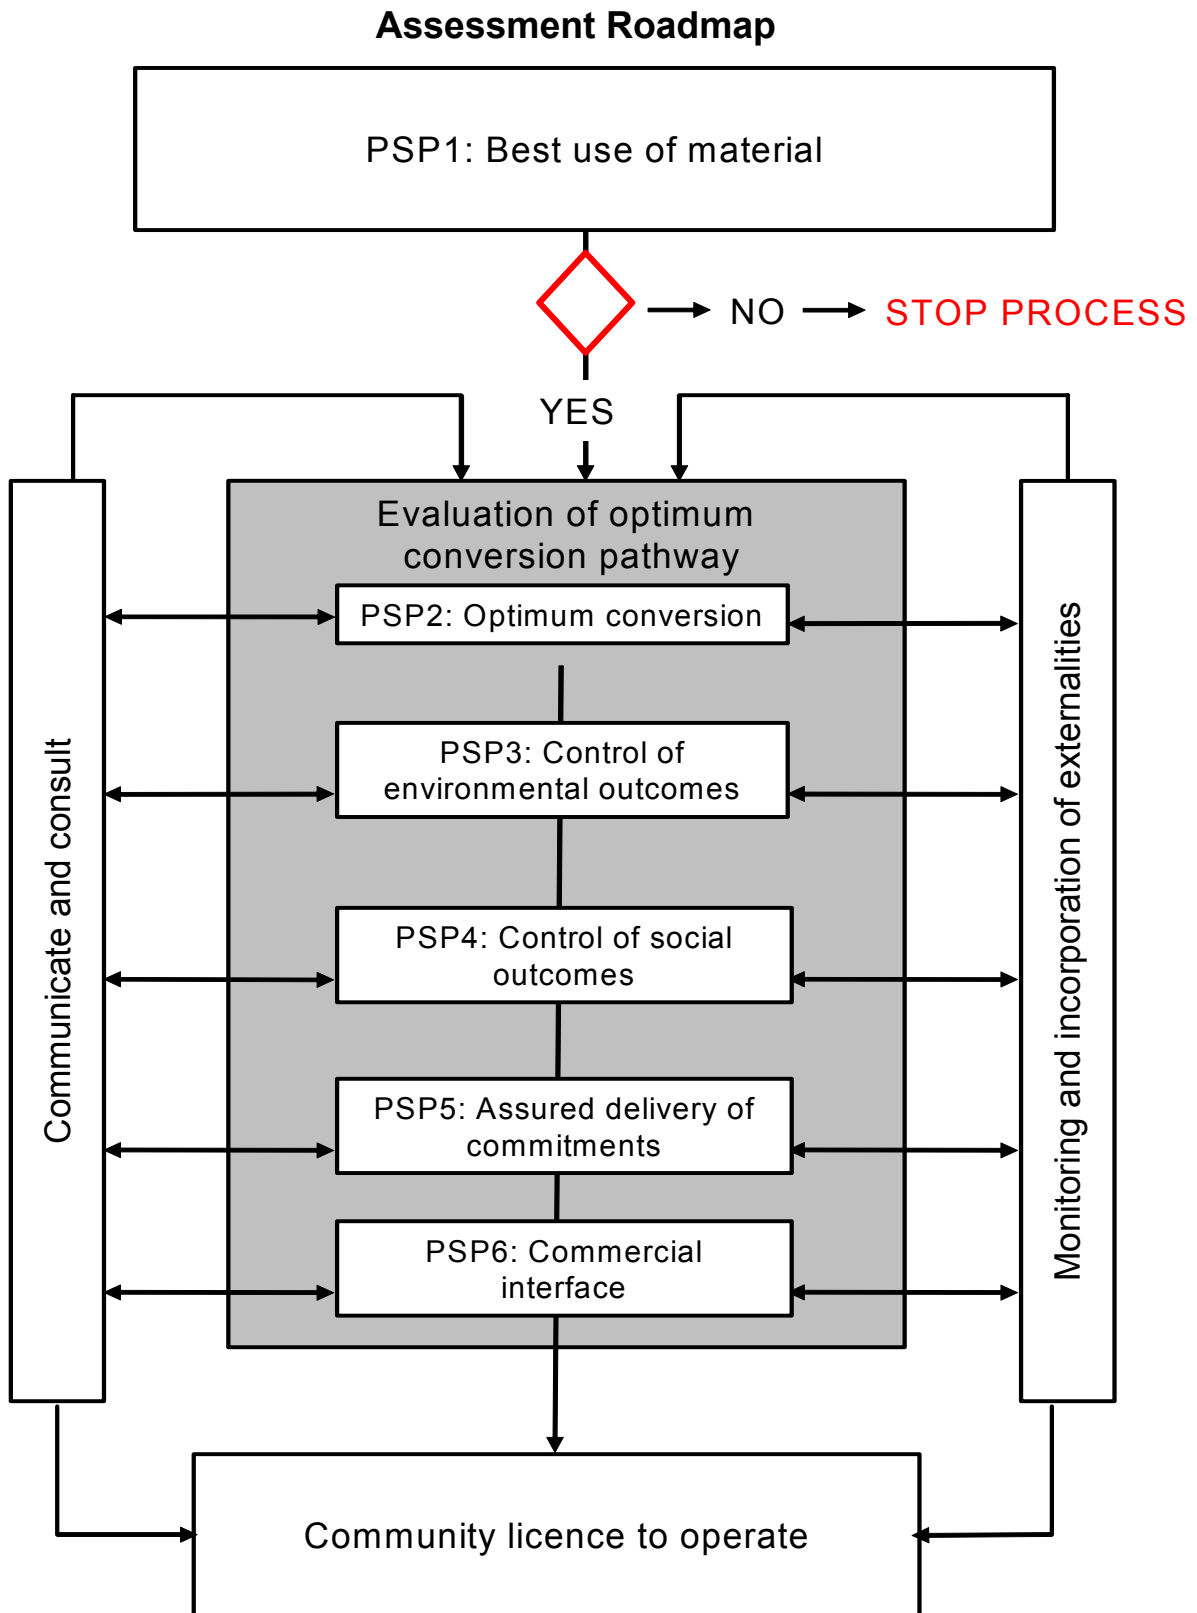 Assessment Roadmap
PSP1: Best use of material
NO
STOP PROCESS
YES
Evaluation of optimum
conversion pathway
PSP2: Optimum conversion
PSP3: Control of
environmental outcomes
PSP4: Control of social
outcomes
PSP5: Assured delivery of
commitments
PSP6: Commercial
interface
Communicate and consult
Monitoring and incorporation of externalities
Community licence to operate